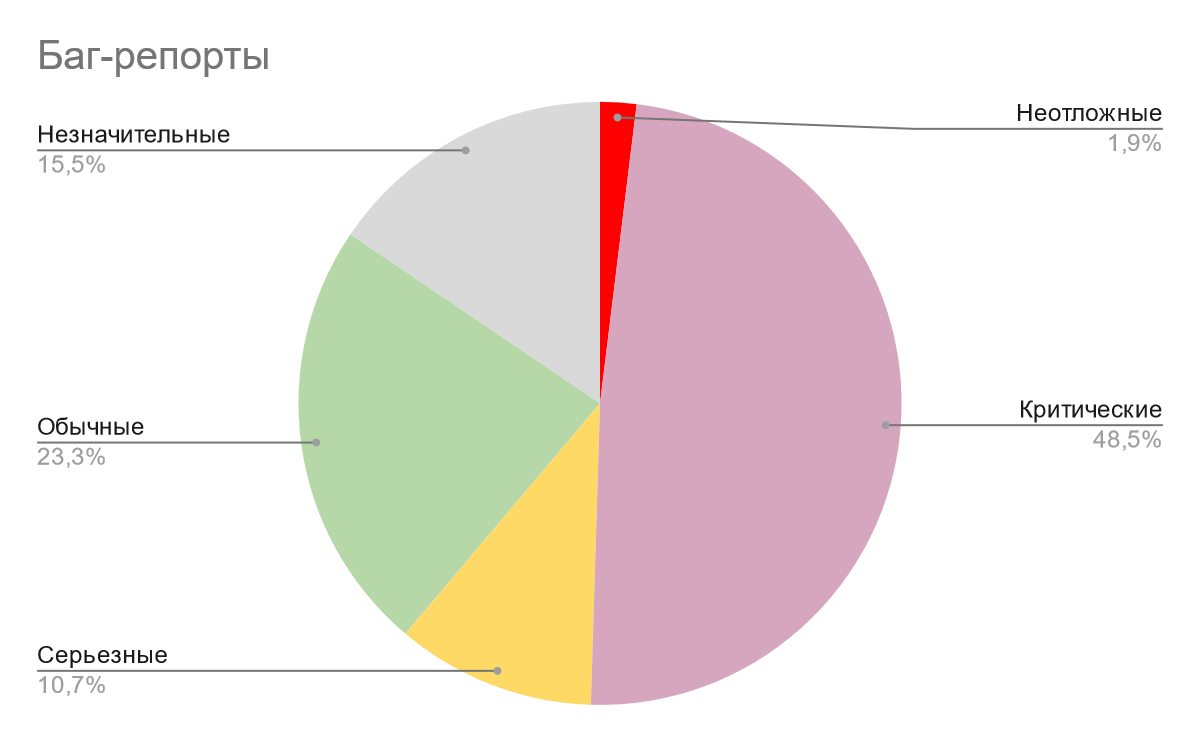 Баг-репорты
Неотложные
1,9%
Незначительные
15,5%
Критические
48,5%
Обычные
23,3%
Серьезные
10,7%